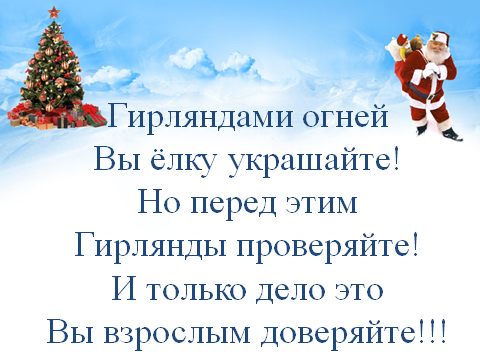 Гирляндами огней
Вы ёлку украшайте!
Но перед этим
Гирлянды проверяйте!
И только дело это
Вы взрослым доверяйте!!!